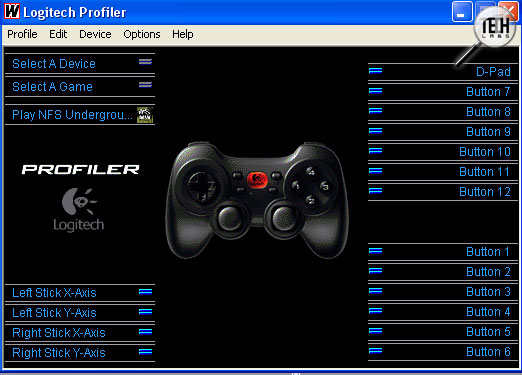 Logitech Profiler
TECH
LABS
Profile Edit Device Options Help
Select A Device
Select A Game
Play NFS Undergrou...
PROFILER
Logitech
Left Stick X-Axis
Left Stick Y-Axis
Right Stick X-Axis
Right Stick Y-Axis
D-Pad
Button 7
Button 8
Button 9
Button 10
Button 11
Button 12
Button 1
Button 2
Button 3
Button 4
Button 5
Button 6